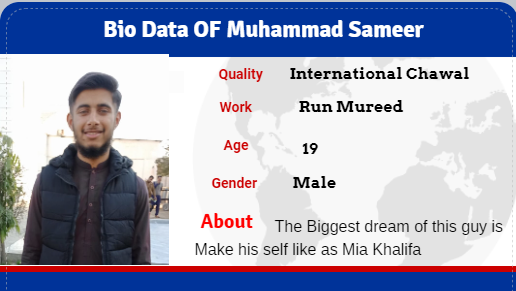 Bio Data OF Muhammad Sameer
Quality International Chawal
Work Run Mureed
Age 19
Gender Male
About The Biggest dream of this guy is
Make his self like as Mia Khalifa